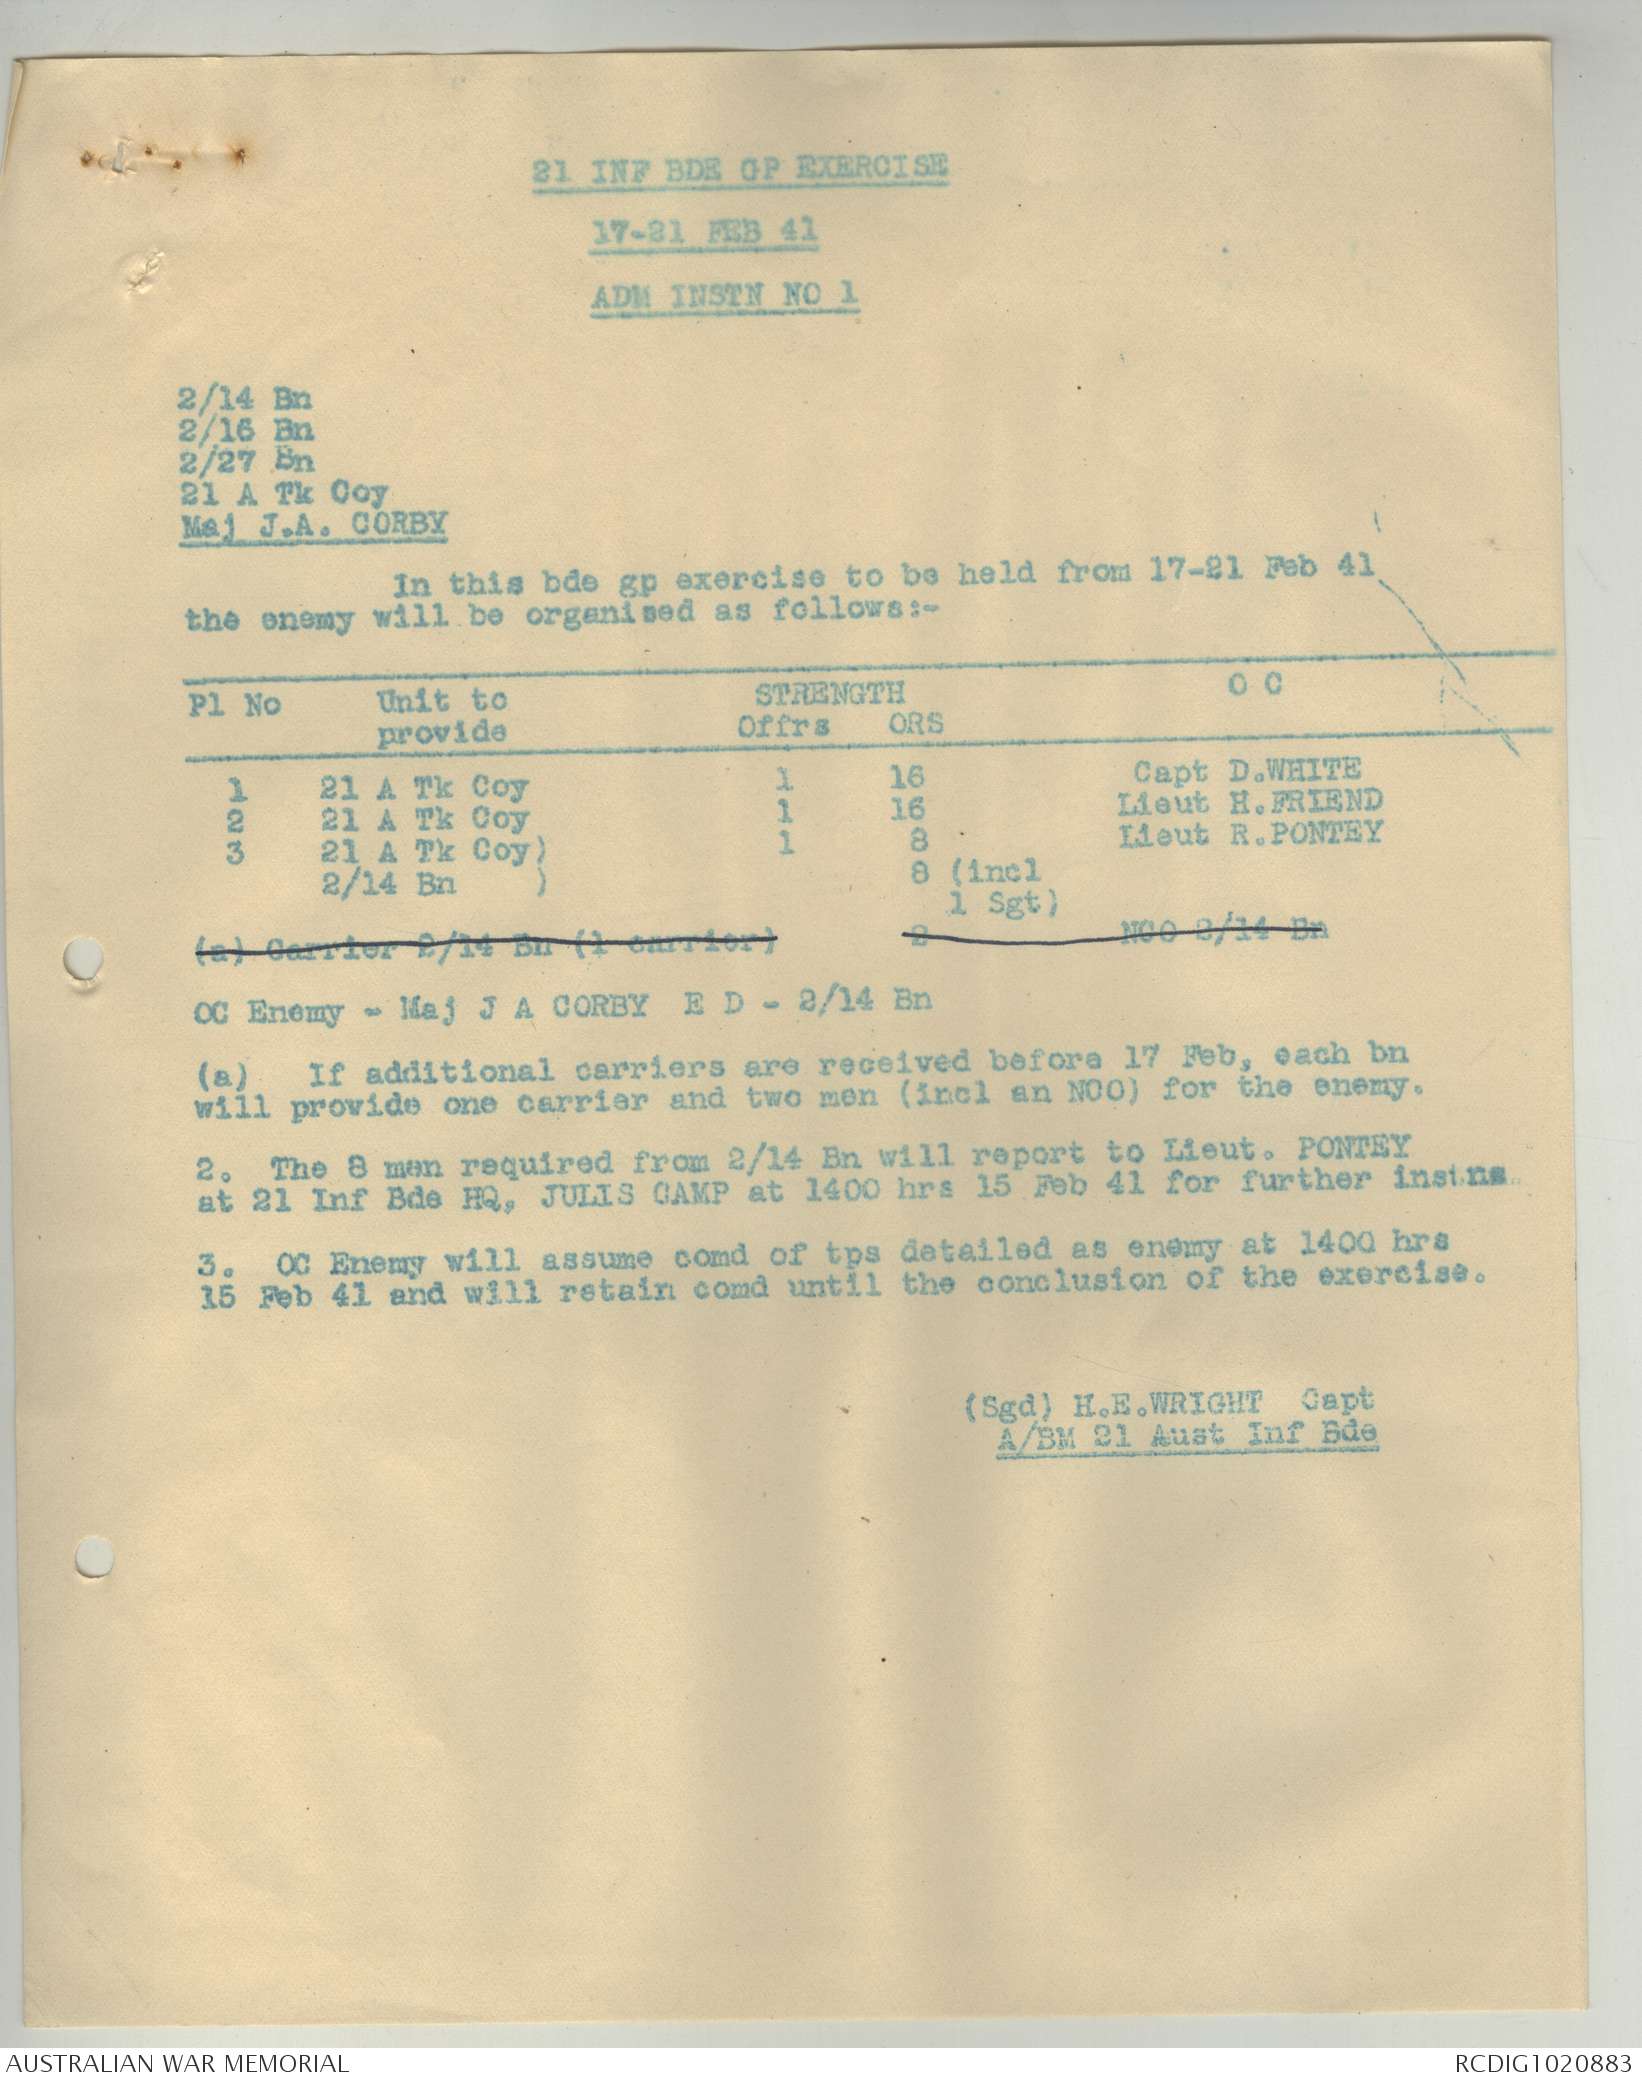 21 INF BDE GP EXERCISE
17-21 FEB 41
ADM INSTN NO 1
2/14 Bn
2/16 Bn
2/27 Bn
21 A Tk Coy
Maj J.A. CORBY
In this bde gp exercise to be held from 17-21 Feb 41
the enemy will be organised as follows:-
Pl No Unit to STRENGTH O C
provide Offrs ORS
1 21 A Tk Coy 1 16 Capt D.WHITE
2 21 A Tk Coy 1 16 Lieut H.FRIEND
3 21 A Tk Coy) 1 8 Lieut R.PONTEY
2/14 Bn ) 8 (incl
1 Sgt)
(a) Carrier 2/14 Bn (1 carrier) 2 NCO 2/14 Bn
OC Enemy - Maj J A CORBY E D - 2/14 Bn
(a) If additional carriers are received before 17 Feb, each bn
will provide one carrier and two men (incl an NCO) for the enemy.
2. The 8 men required from 2/14 Bn will report to Lieut. PONTEY
at 21 Inf Bde HQ, JULIS CAMP at 1400 hrs 15 Feb 41 for further instns
3. OC Enemy will assume comd of tps detailed as enemy at 1400 hrs
15 Feb 41 and will retain comd until the conclusion of the exercise.
(Sgd) H.E.WRIGHT Capt
A/BM 21 Aust Inf Bde
AUSTRALIAN WAR MEMORIAL RCDIG1020883